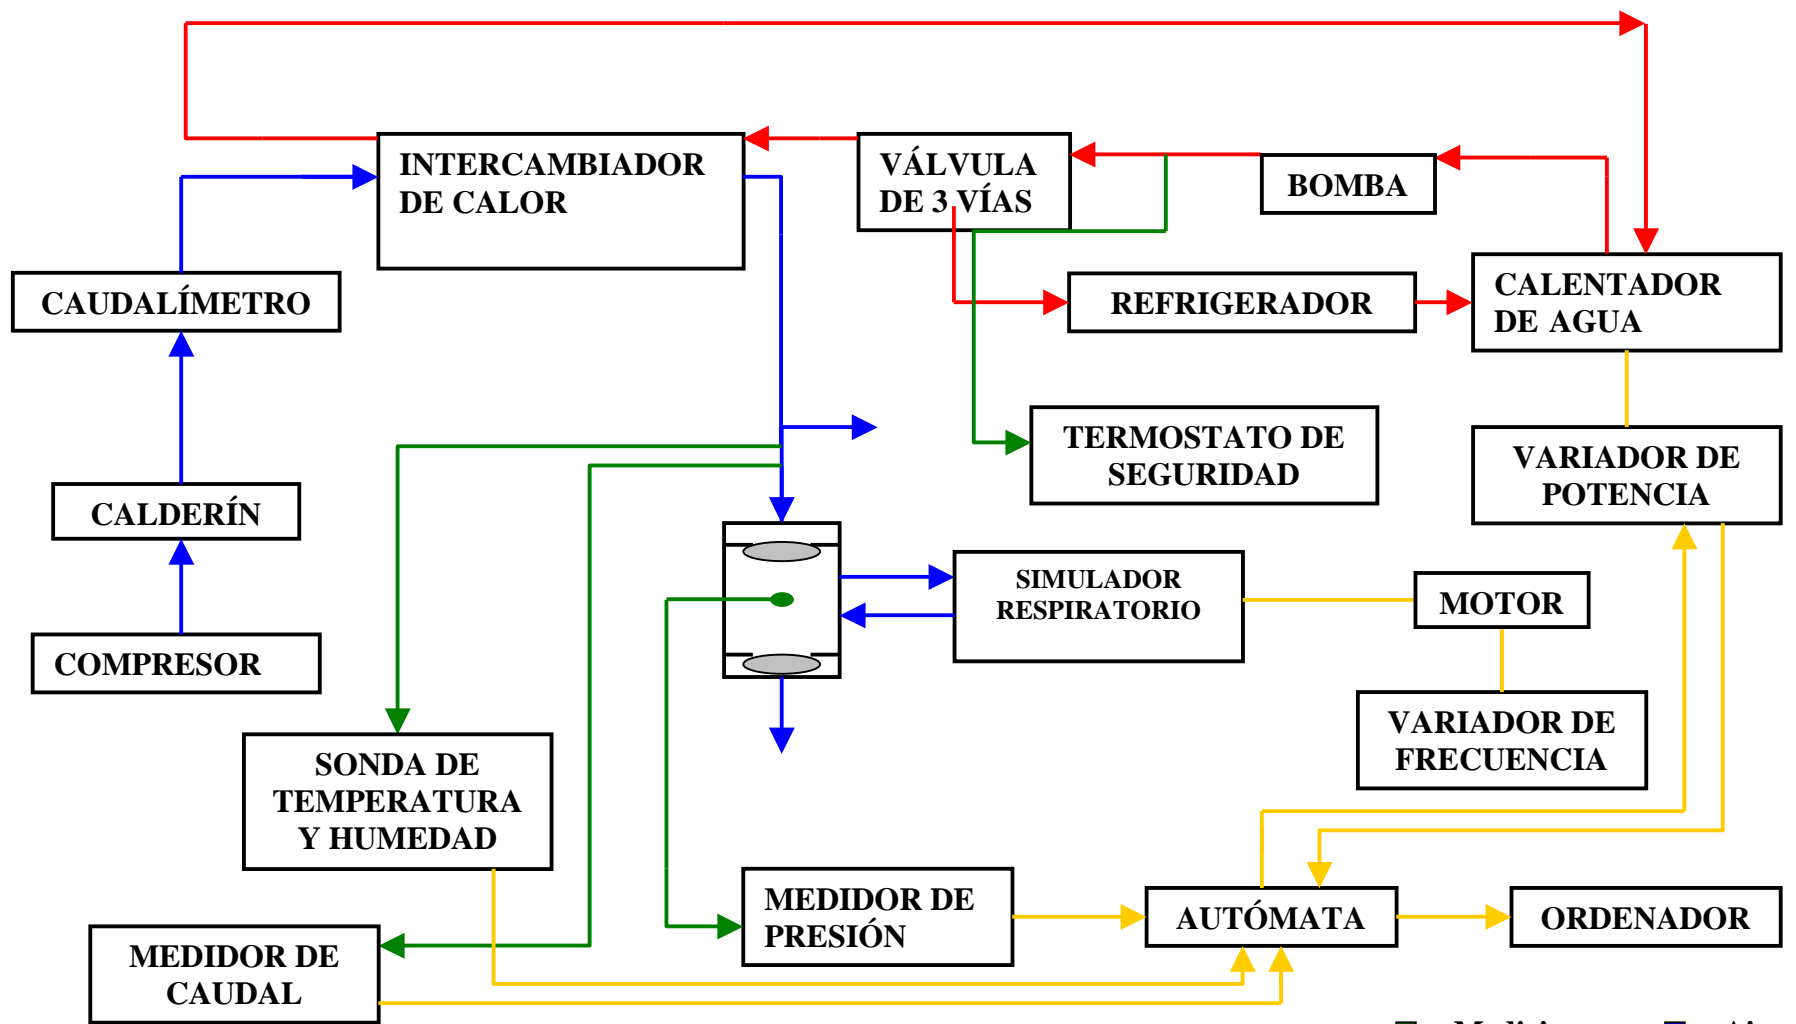 INTERCAMBIADOR
DE CALOR
VÁLVULA
DE 3 VÍAS
BOMBA
CAUDALÍMETRO
REFRIGERADOR
CALENTADOR
DE AGUA
TERMOSTATO DE
SEGURIDAD
VARIADOR DE
POTENCIA
CALDERÍN
SIMULADOR
RESPIRATORIO
MOTOR
COMPRESOR
VARIADOR DE
FRECUENCIA
SONDA DE
TEMPERATURA
Y HUMEDAD
MEDIDOR DE
PRESIÓN
AUTÓMATA
ORDENADOR
MEDIDOR DE
CAUDAL